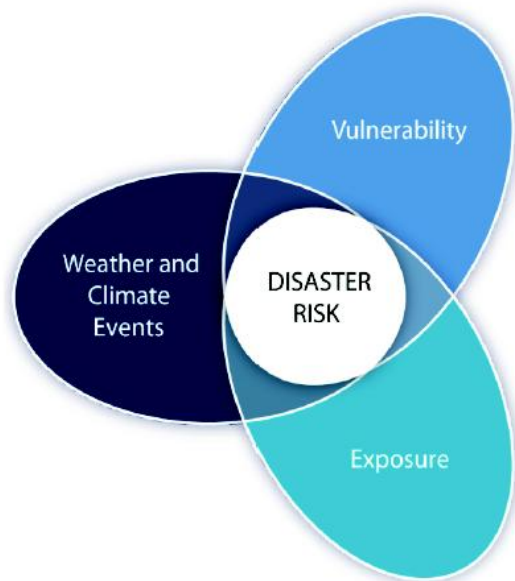 Vulnerability
Weather and
Climate
Events
DISASTER
RISK
Exposure